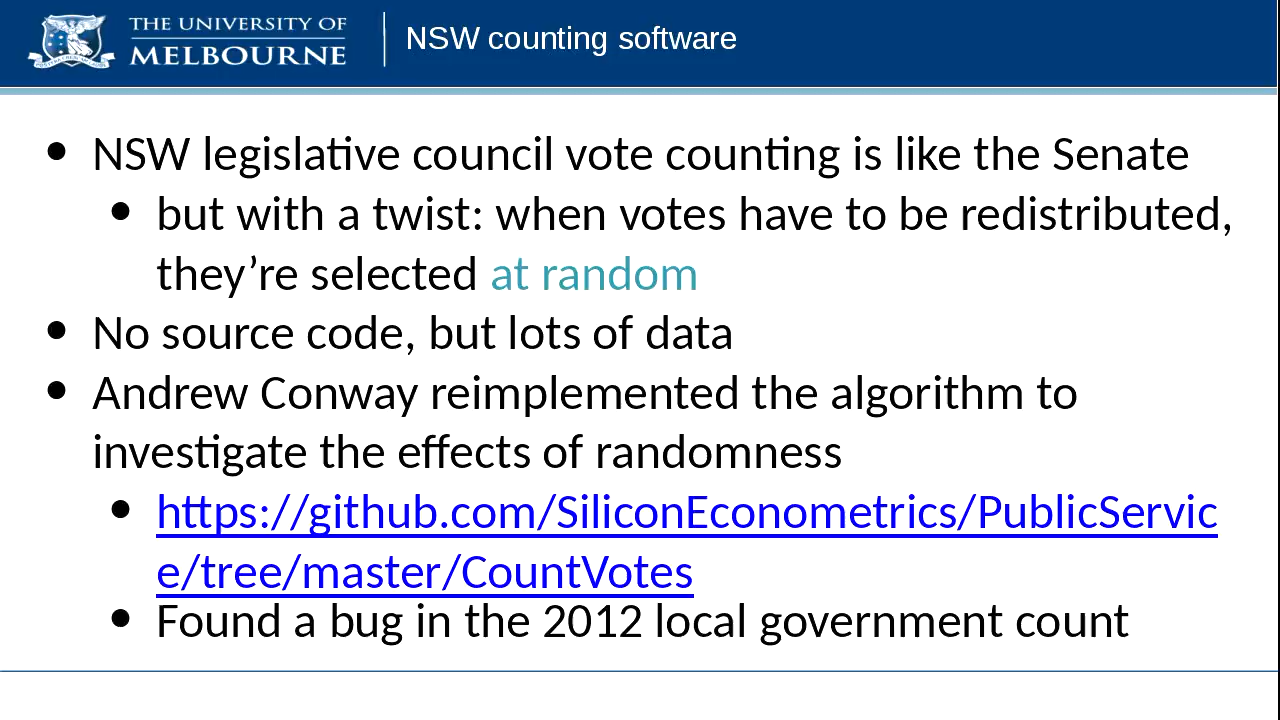 THE UNIVERSITY OF
MELBOURNE
NSW counting software
• NSW legislative council vote counting is like the Senate
• but with a twist: when votes have to be redistributed,
they’re selected at random
• No source code, but lots of data
• Andrew Conway reimplemented the algorithm to
investigate the effects of randomness
• https://github.com/SiliconEconometrics/PublicServic
e/tree/master/CountVotes
• Found a bug in the 2012 local government count